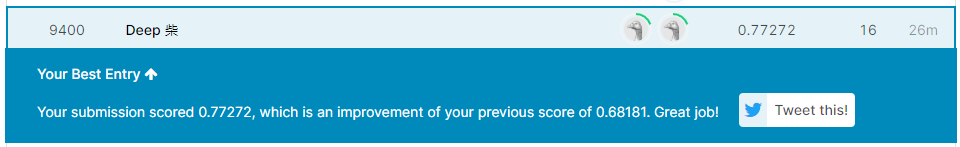 9400 Deep 柴 0.77272 16 26m
Your Best Entry
Your submission scored 0.77272, which is an improvement of your previous score of 0.68181. Great job! Tweet this!